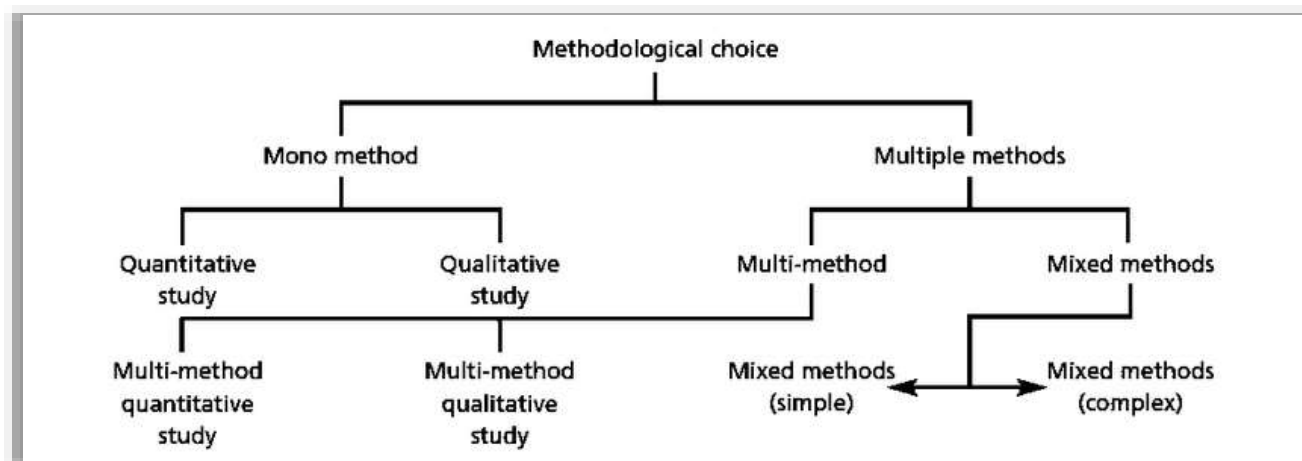 Methodological choice
Mono method
Multiple methods
Quantitative
study
Qualitative
study
Multi-method
Mixed methods
Multi-method
quantitative
study
Multi-method
qualitative
study
Mixed methods
(simple)
Mixed methods
(complex)